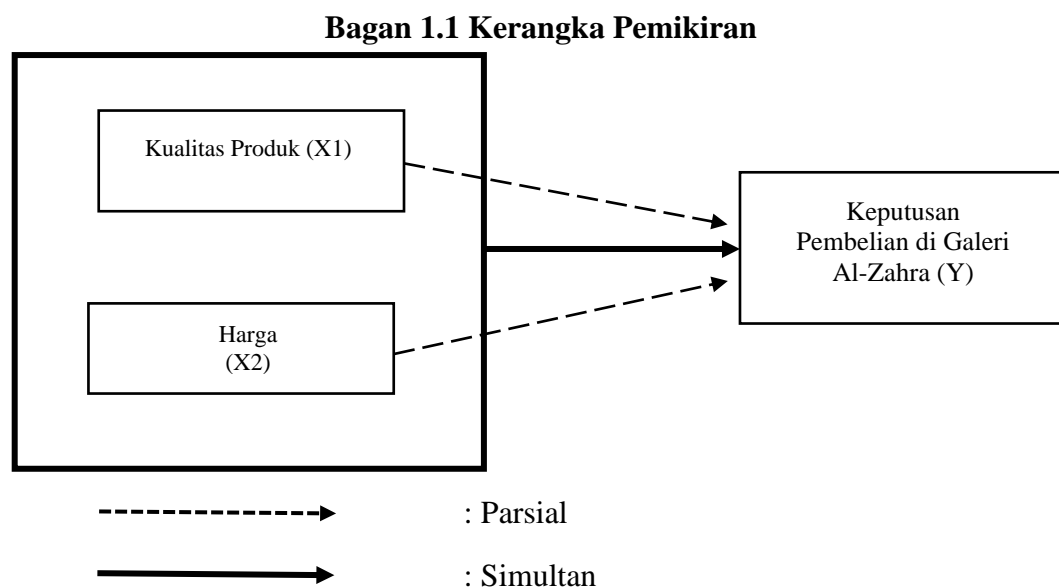 Bagan 1.1 Kerangka Pemikiran
Kualitas Produk (X1)
Keputusan
Pembelian di Galeri
Al-Zahra (Y)
Harga
(X2)
: Parsial
: Simultan